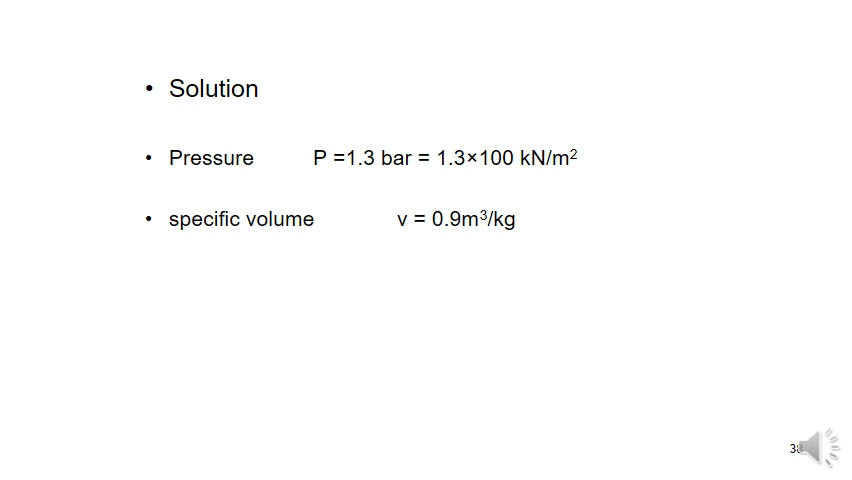 • Solution
• Pressure P =1.3 bar = 1.3×100 kN/m²
• specific volume v = 0.9m³/kg